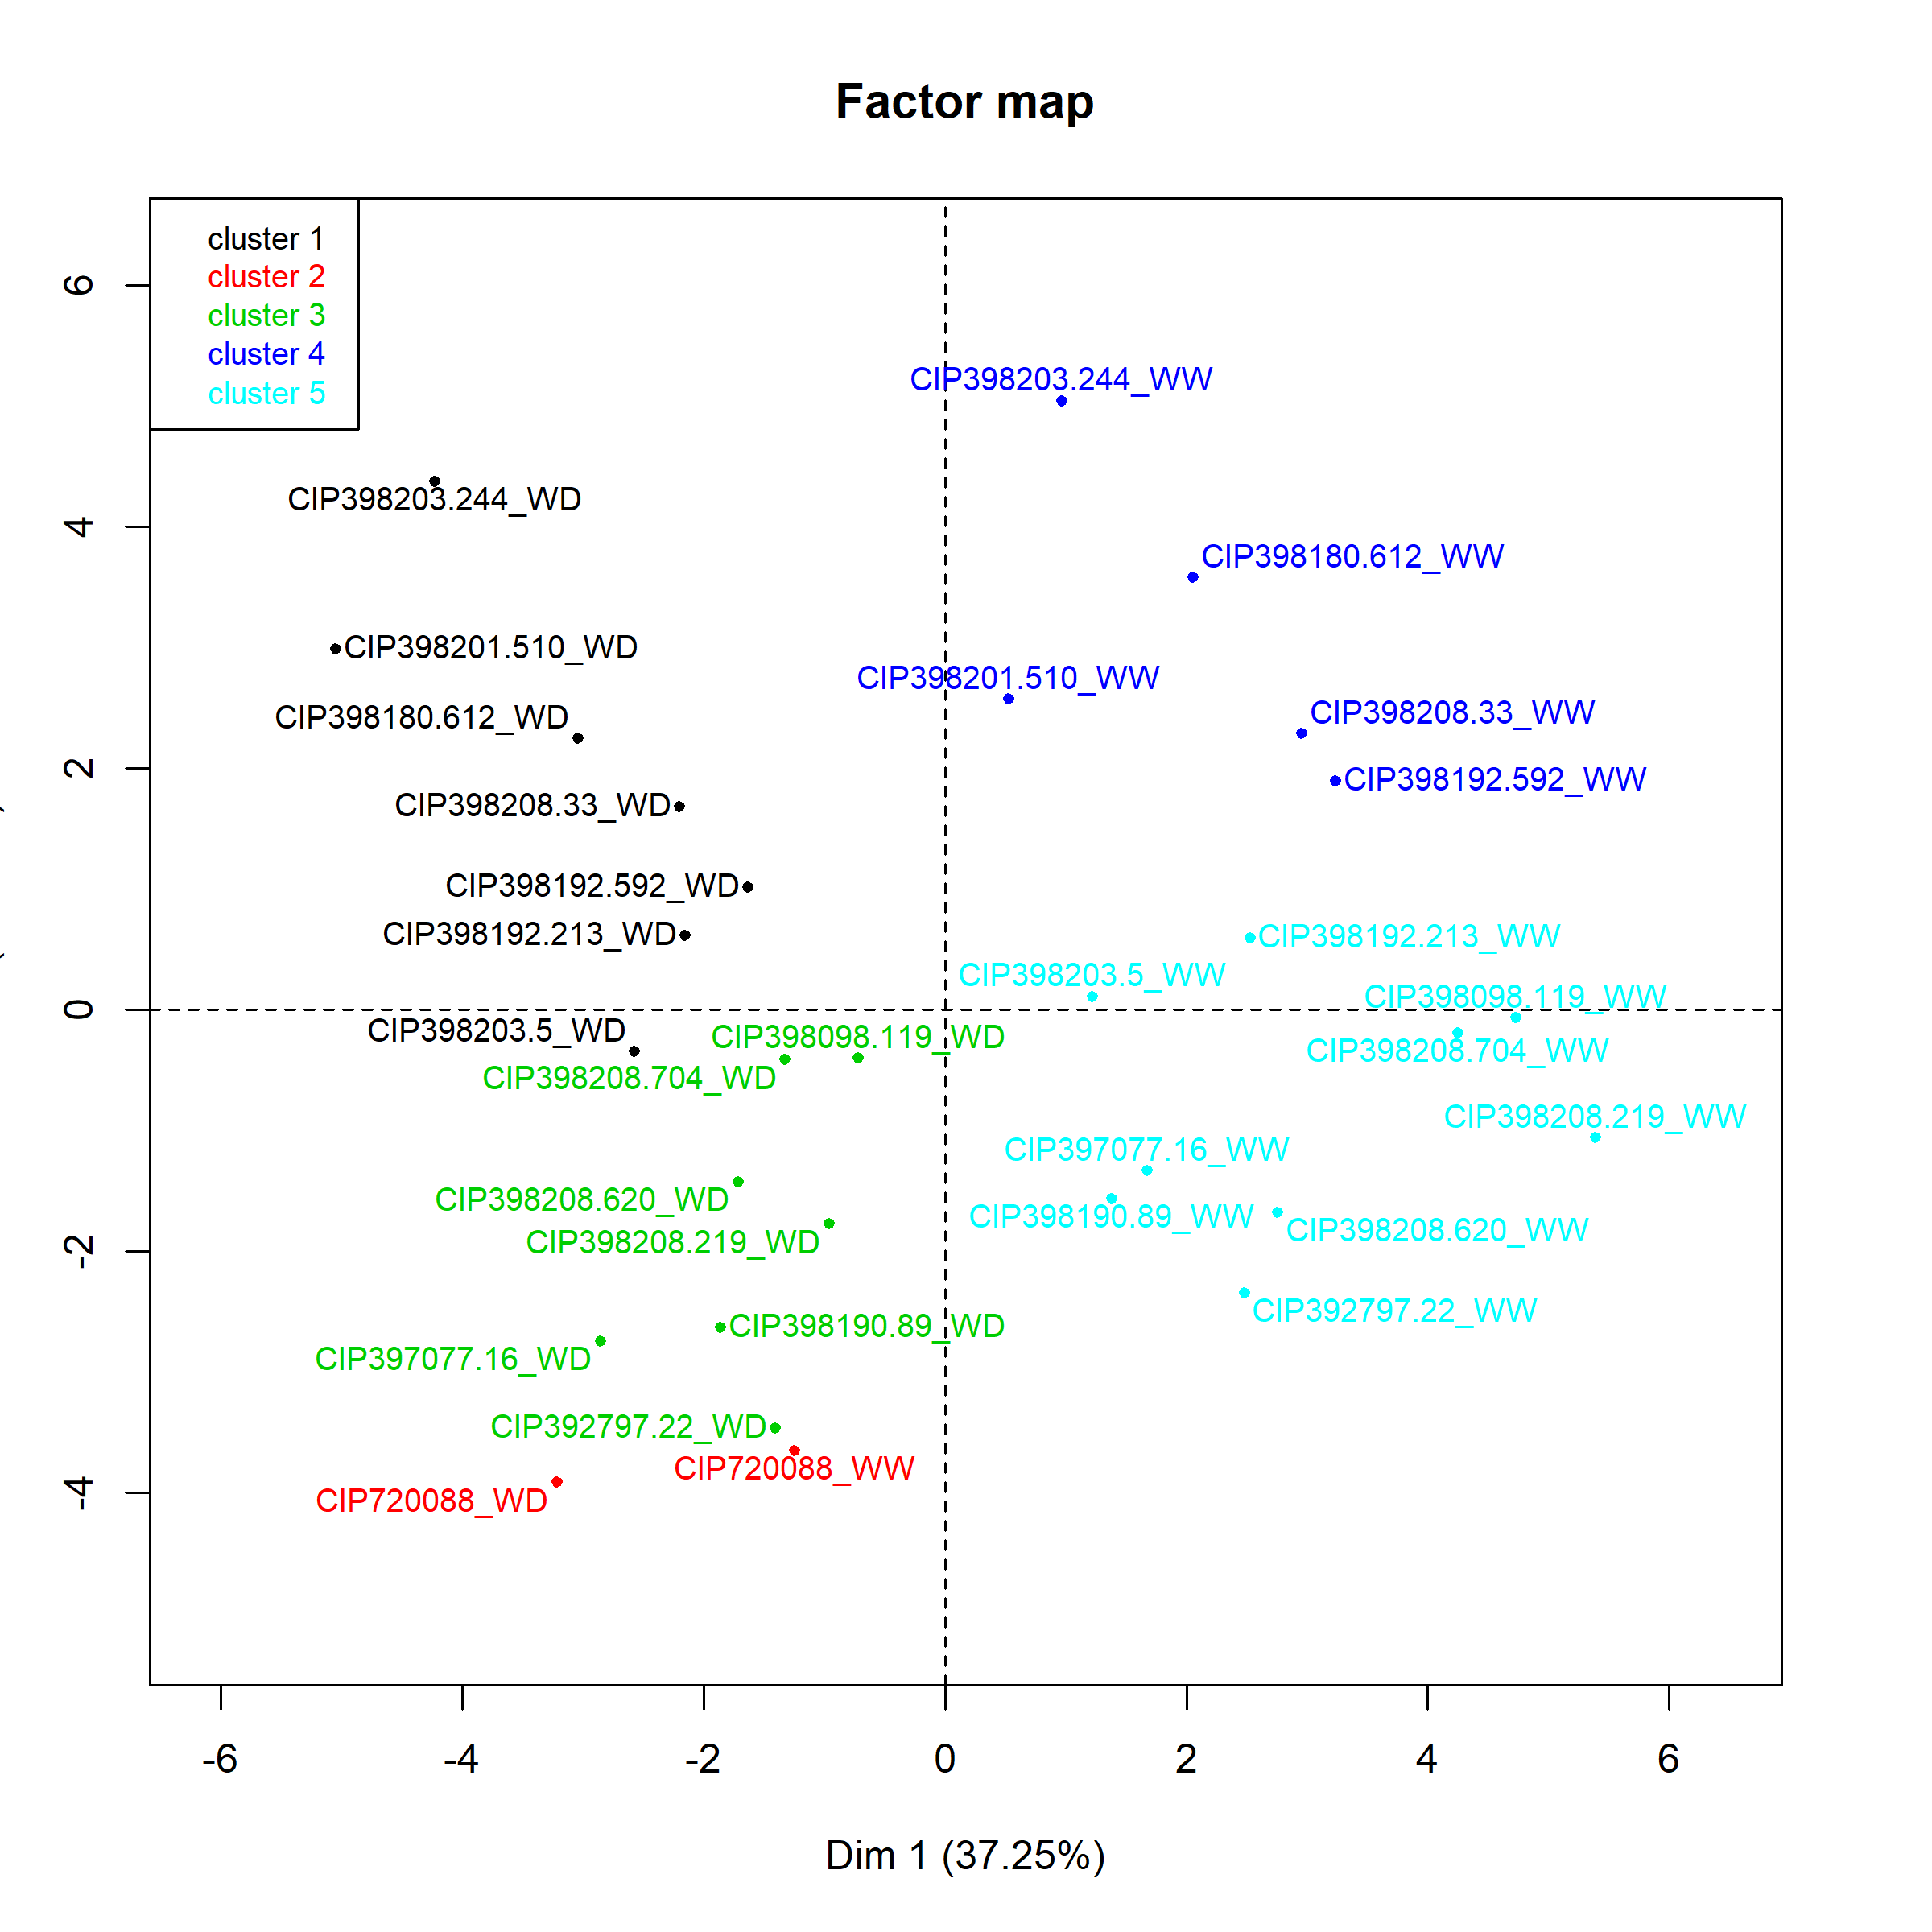 Factor map
cluster 1
cluster 2
cluster 3
cluster 4
cluster 5
6
4
2
0
-2
-4
CIP398203.244_WW
CIP398203.244_WD
CIP398180.612_WW
CIP398201.510_WD
CIP398201.510_WW
CIP398180.612_WD
CIP398208.33_WW
CIP398192.592_WW
CIP398208.33_WD
CIP398192.592_WD
CIP398192.213_WD
CIP398192.213_WW
CIP398203.5_WW
CIP398098.119_WW
CIP398203.5_WD
CIP398098.119_WD
CIP398208.704_WW
CIP398208.704_WD
CIP398208.219_WW
CIP397077.16_WW
CIP398208.620_WD
CIP398190.89_WW
CIP398208.620_WW
CIP398208.219_WD
CIP392797.22_WW
CIP398190.89_WD
CIP397077.16_WD
CIP392797.22_WD
CIP720088_WW
CIP720088_WD
-6 -4 -2 0 2 4 6
Dim 1 (37.25%)